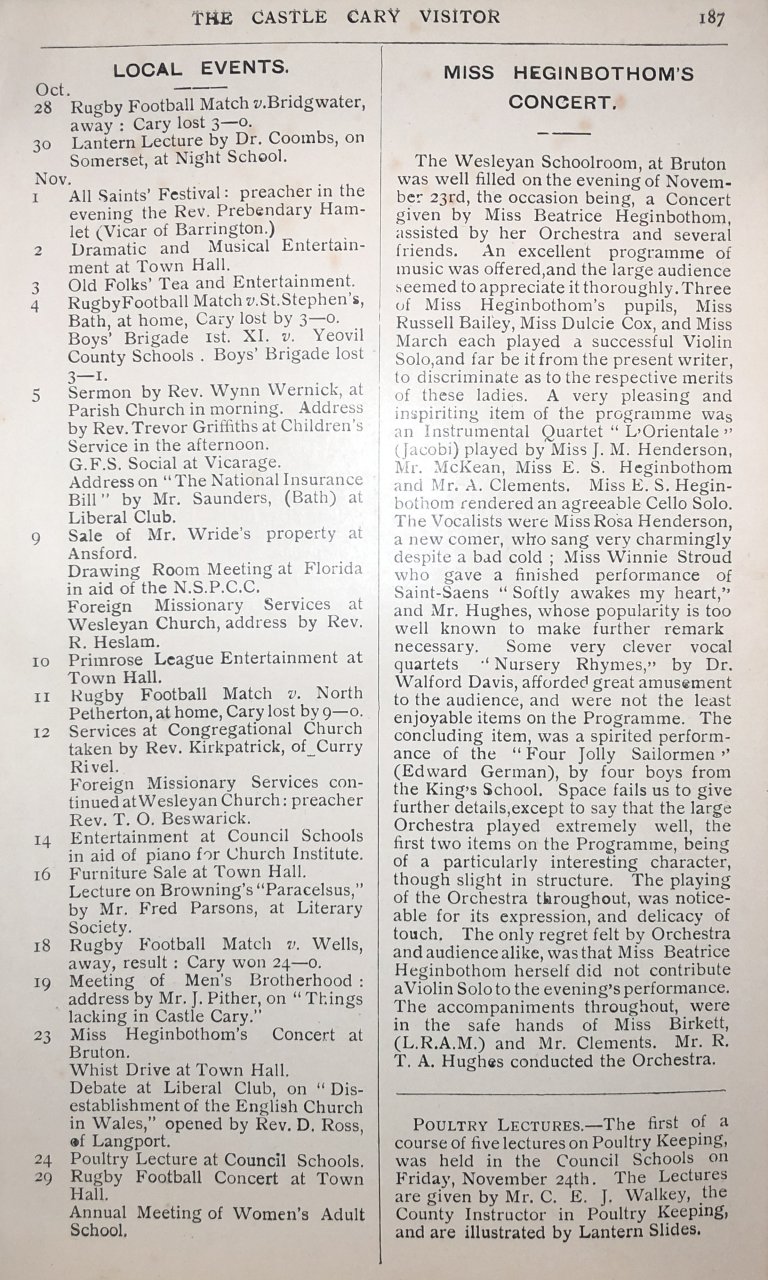 THE CASTLE CARY VISITOR 187
LOCAL EVENTS.
Oct.
28 Rugby Football Match v. Bridgwater,
away : Cary lost 3—0.
30 Lantern Lecture by Dr. Coombs, on
Somerset, at Night School.
Nov.
1 All Saints' Festival : preacher in the
evening the Rev. Prebendary Ham-
let (Vicar of Barrington.)
2 Dramatic and Musical Entertain-
ment at Town Hall.
3 Old Folks' Tea and Entertainment.
4 Rugby Football Match v. St. Stephen's,
Bath, at home, Cary lost by 3—0.
Boys' Brigade 1st. XI. v. Yeovil
County Schools . Boys' Brigade lost
3—1.
5 Sermon by Rev. Wynn Wernick, at
Parish Church in morning. Address
by Rev. Trevor Griffiths at Children's
Service in the afternoon.
G.F.S. Social at Vicarage.
Address on "The National Insurance
Bill" by Mr. Saunders, (Bath) at
Liberal Club.
9 Sale of Mr. Wride's property at
Ansford.
Drawing Room Meeting at Florida
in aid of the N.S.P.C.C.
Foreign Missionary Services at
Wesleyan Church, address by Rev.
R. Heslam.
10 Primrose League Entertainment at
Town Hall.
11 Rugby Football Match v. North
Petherton, at home, Cary lost by 9—0.
12 Services at Congregational Church
taken by Rev. Kirkpatrick, of Curry
Rivel.
Foreign Missionary Services con-
tinued at Wesleyan Church : preacher
Rev. T. O. Beswarick.
14 Entertainment at Council Schools
in aid of piano for Church Institute.
16 Furniture Sale at Town Hall.
Lecture on Browning's "Paracelsus,"
by Mr. Fred Parsons, at Literary
Society.
18 Rugby Football Match v. Wells,
away, result : Cary won 24—0.
19 Meeting of Men's Brotherhood :
address by Mr. J. Pither, on "Things
lacking in Castle Cary."
23 Miss Heginbothom's Concert at
Bruton.
Whist Drive at Town Hall.
Debate at Liberal Club, on "Dis-
establishment of the English Church
in Wales," opened by Rev. D. Ross,
of Langport.
24 Poultry Lecture at Council Schools.
29 Rugby Football Concert at Town
Hall.
Annual Meeting of Women's Adult
School.
MISS HEGINBOTHOM'S
CONCERT.
The Wesleyan Schoolroom, at Bruton
was well filled on the evening of Novem-
ber 23rd, the occasion being, a Concert
given by Miss Beatrice Heginbothom,
assisted by her Orchestra and several
friends. An excellent programme of
music was offered, and the large audience
seemed to appreciate it thoroughly. Three
of Miss Heginbothom's pupils, Miss
Russell Bailey, Miss Dulcie Cox, and Miss
March each played a successful Violin
Solo, and far be it from the present writer,
to discriminate as to the respective merits
of these ladies. A very pleasing and
inspiriting item of the programme was
an Instrumental Quartet "L'Orientale"
(Jacobi) played by Miss J. M. Henderson,
Mr. McKean, Miss E. S. Heginbothom
and Mr. A. Clements. Miss E. S. Hegin-
bothom rendered an agreeable Cello Solo.
The Vocalists were Miss Rosa Henderson,
a new comer, who sang very charmingly
despite a bad cold ; Miss Winnie Stroud
who gave a finished performance of
Saint-Saens "Softly awakes my heart,"
and Mr. Hughes, whose popularity is too
well known to make further remark
necessary. Some very clever vocal
quartets "Nursery Rhymes," by Dr.
Walford Davis, afforded great amusement
to the audience, and were not the least
enjoyable items on the Programme. The
concluding item, was a spirited perform-
ance of the "Four Jolly Sailormen"
(Edward German), by four boys from
the King's School. Space fails us to give
further details, except to say that the large
Orchestra played extremely well, the
first two items on the Programme, being
of a particularly interesting character,
though slight in structure. The playing
of the Orchestra throughout, was notice-
able for its expression, and delicacy of
touch. The only regret felt by Orchestra
and audience alike, was that Miss Beatrice
Heginbothom herself did not contribute
a Violin Solo to the evening's performance.
The accompaniments throughout, were
in the safe hands of Miss Birkett,
(L.R.A.M.) and Mr. Clements. Mr. R.
T. A. Hughes conducted the Orchestra.
POULTRY LECTURES.—The first of a
course of five lectures on Poultry Keeping,
was held in the Council Schools on
Friday, November 24th. The Lectures
are given by Mr. C. E. J. Walkey, the
County Instructor in Poultry Keeping,
and are illustrated by Lantern Slides.